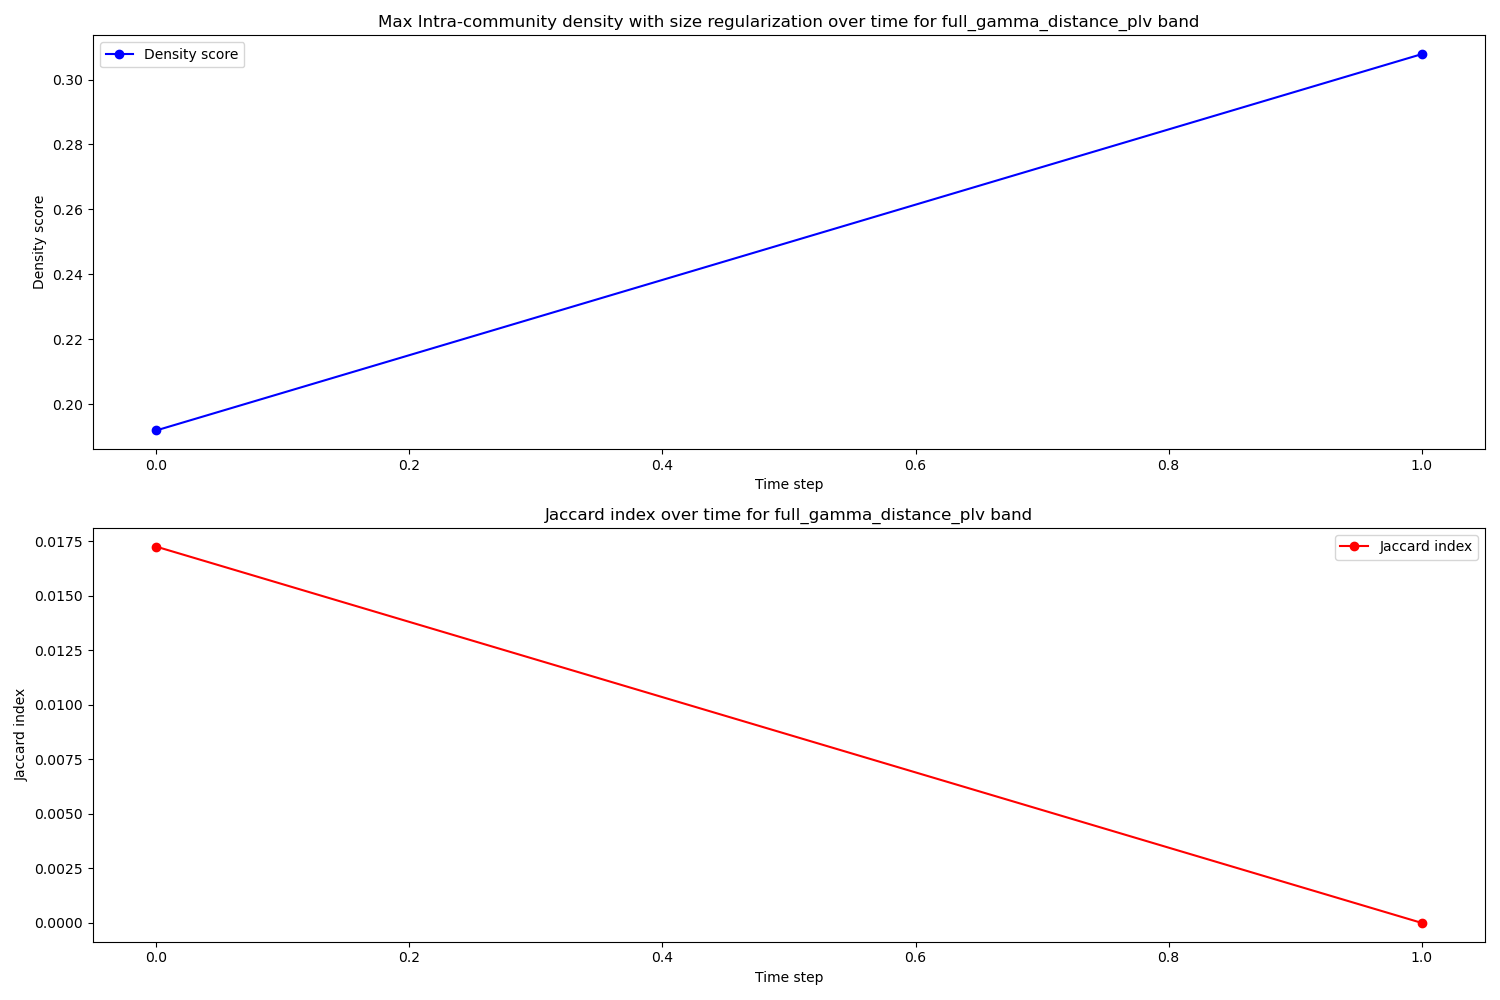 Max Intra-community density with size regularization over time for full_gamma_distance_plv band
Density score
Density score
0.30
0.28
0.26
0.24
0.22
0.20
0.0 0.2 0.4 0.6 0.8 1.0
Time step
Jaccard index over time for full_gamma_distance_plv band
Jaccard index
Jaccard index
0.0175
0.0150
0.0125
0.0100
0.0075
0.0050
0.0025
0.0000
0.0 0.2 0.4 0.6 0.8 1.0
Time step